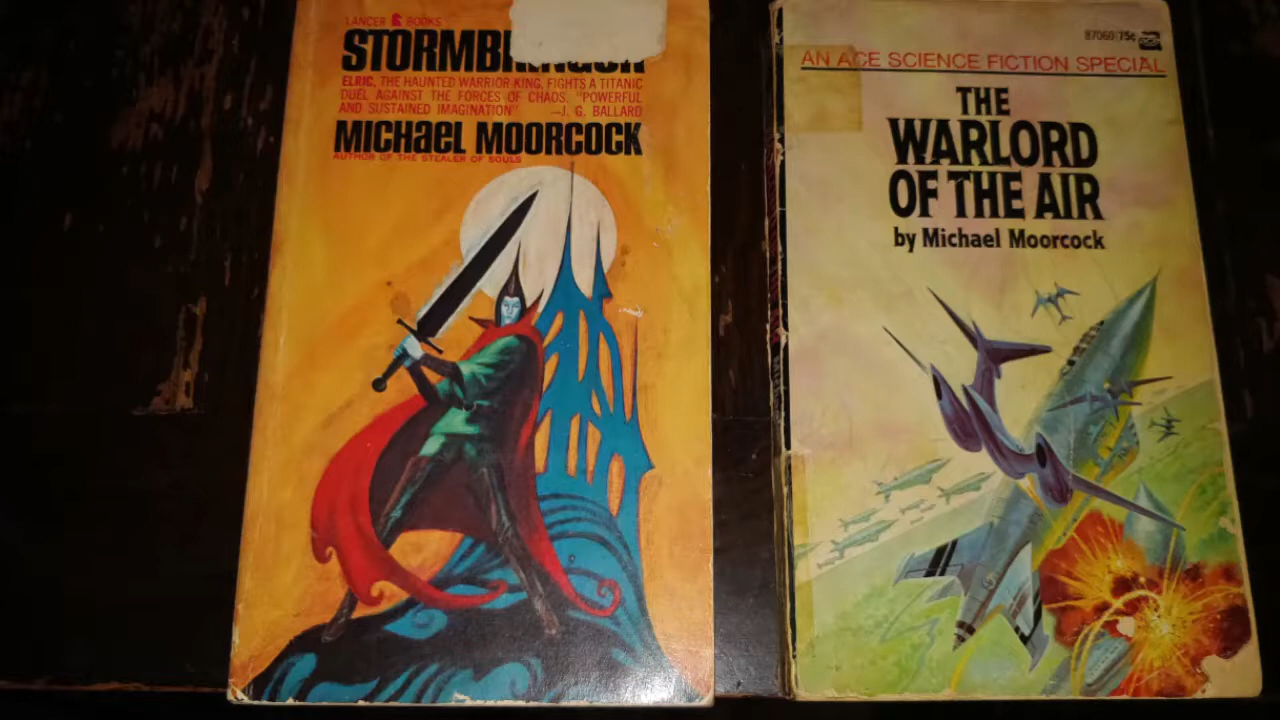 LANCER BOOKS
STORMBRINGER
ELRIC, THE HAUNTED WARRIOR-KING, FIGHTS A TITANIC
DUEL AGAINST THE FORCES OF CHAOS. "POWERFUL
AND SUSTAINED IMAGINATION" —J. G. BALLARD
MICHAEL MOORCOCK
AUTHOR OF THE STEALER OF SOULS
87060 75c ACE
AN ACE SCIENCE FICTION SPECIAL
THE
WARLORD
OF THE AIR
by Michael Moorcock